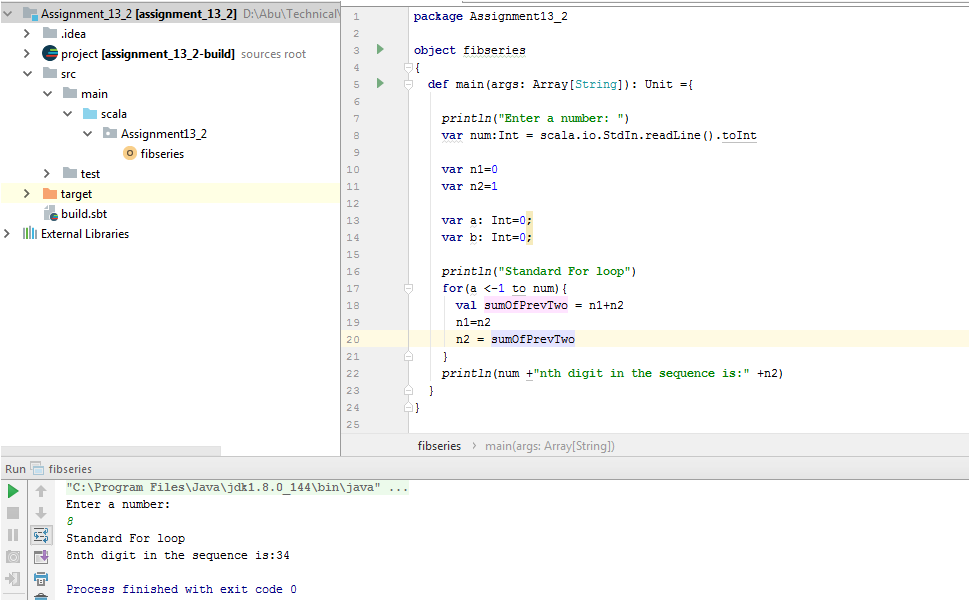 Assignment_13_2 [assignment_13_2] D:\Abu\Technical\
.idea
project [assignment_13_2-build] sources root
src
main
scala
Assignment13_2
fibseries
test
target
build.sbt
External Libraries
1 package Assignment13_2
2
3 object fibseries
4 {
5 def main(args: Array[String]): Unit ={
6
7 println("Enter a number: ")
8 var num:Int = scala.io.StdIn.readLine().toInt
9
10 var n1=0
11 var n2=1
12
13 var a: Int=0;
14 var b: Int=0;
15
16 println("Standard For loop")
17 for(a <-1 to num){
18 val sumOfPrevTwo = n1+n2
19 n1=n2
20 n2 = sumOfPrevTwo
21 }
22 println(num +"nth digit in the sequence is:" +n2)
23 }
24 }
25
fibseries main(args: Array[String])
Run fibseries
"C:\Program Files\Java\jdk1.8.0_144\bin\java" ...
Enter a number:
8
Standard For loop
8nth digit in the sequence is:34
Process finished with exit code 0